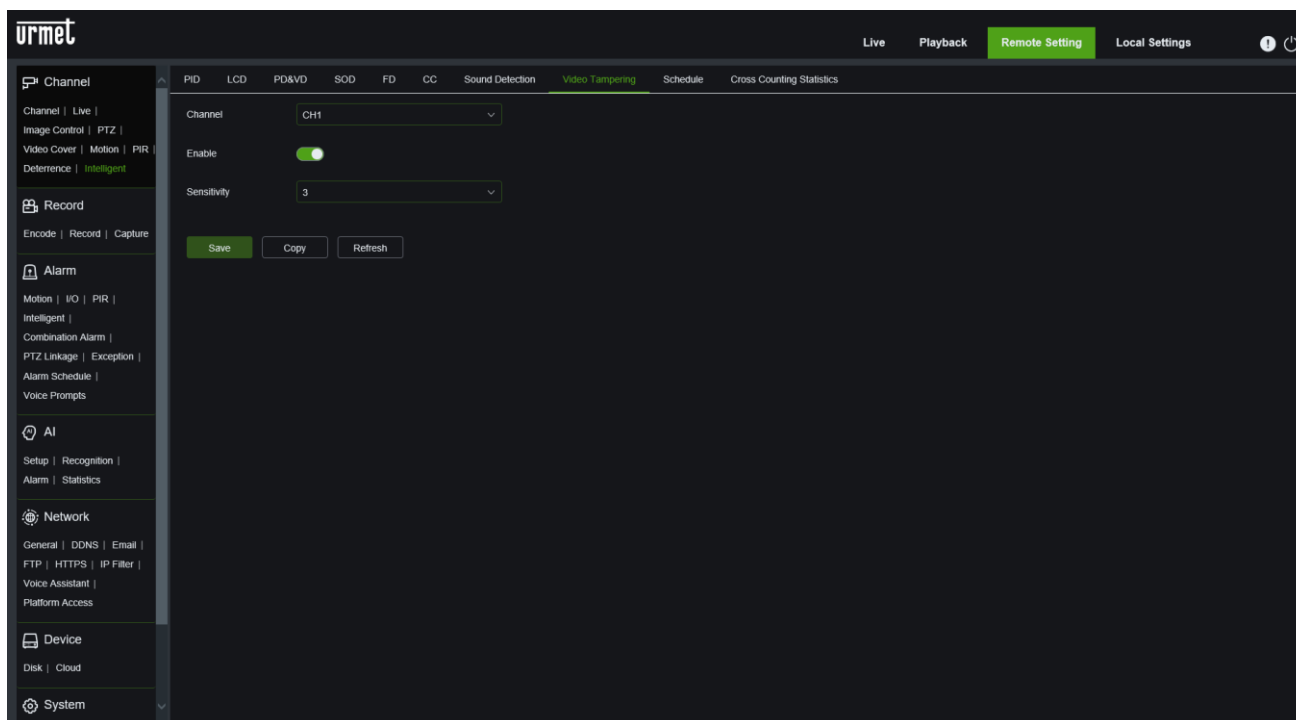 urmet
Live Playback Remote Setting Local Settings
Channel
Channel | Live |
Image Control | PTZ |
Video Cover | Motion | PIR |
Deterrence | Intelligent
Record
Encode | Record | Capture
Alarm
Motion | I/O | PIR |
Intelligent |
Combination Alarm |
PTZ Linkage | Exception |
Alarm Schedule |
Voice Prompts
AI
Setup | Recognition |
Alarm | Statistics
Network
General | DDNS | Email |
FTP | HTTPS | IP Filter |
Voice Assistant |
Platform Access
Device
Disk | Cloud
System
PID LCD PD&VD SOD FD CC Sound Detection Video Tampering Schedule Cross Counting Statistics
Channel CH1
Enable
Sensitivity 3
Save Copy Refresh